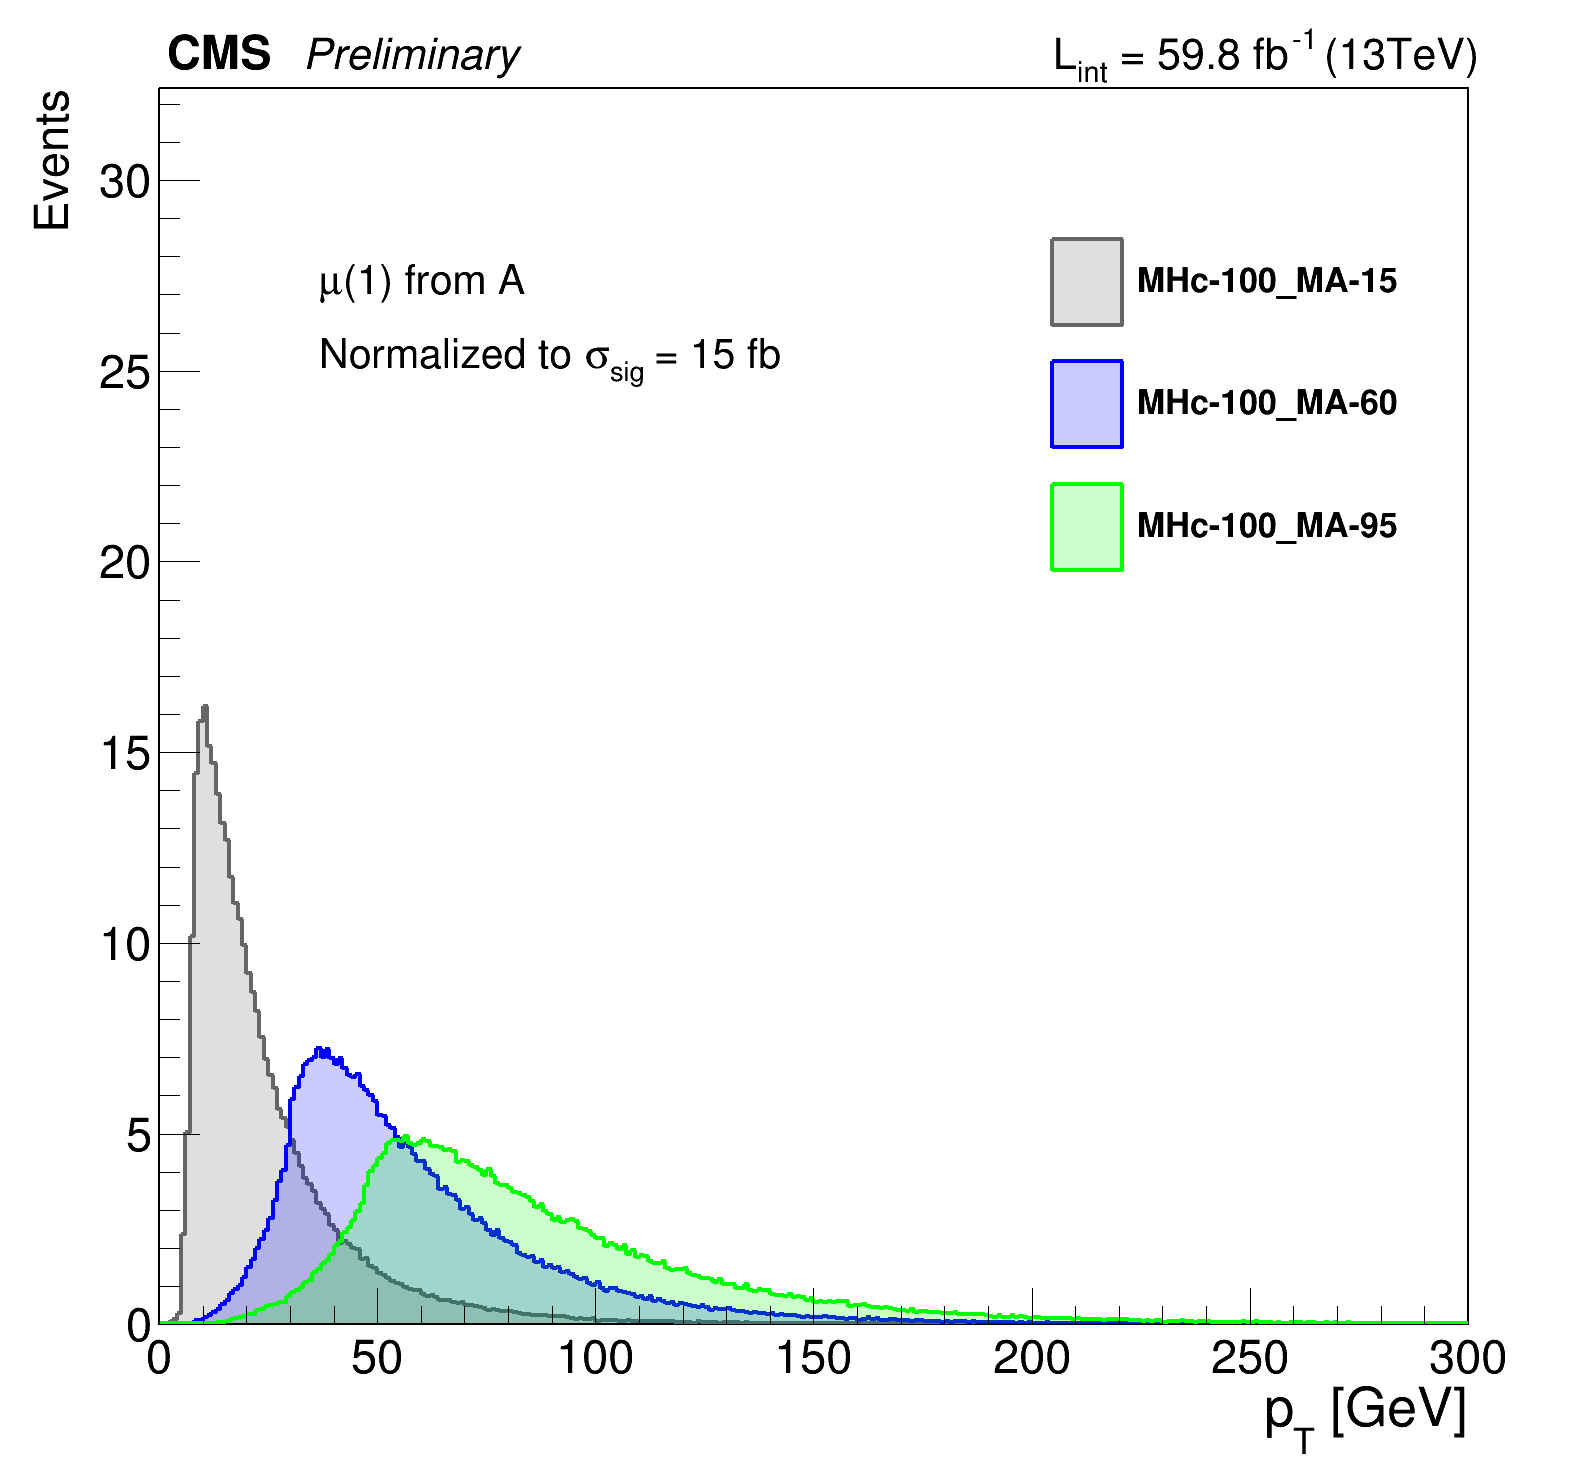 CMS Preliminary L_int = 59.8 fb^-1 (13TeV)
Events
30
25
20
15
10
5
0
μ(1) from A
Normalized to σ_sig = 15 fb
MHc-100_MA-15
MHc-100_MA-60
MHc-100_MA-95
0 50 100 150 200 250 300
p_T [GeV]